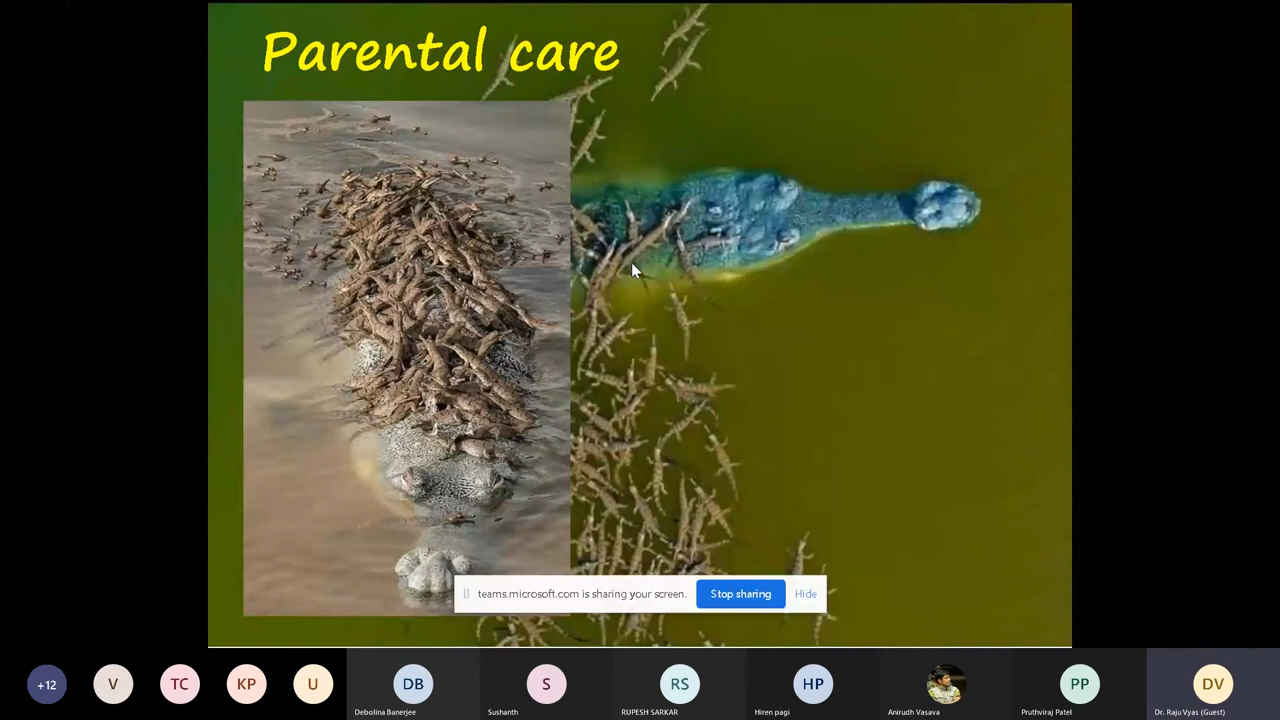 Parental care
teams.microsoft.com is sharing your screen.
Stop sharing
Hide
+12
V
TC
KP
U
DB
S
RS
HP
PP
DV
Debolina Banerjee
Sushanth
RUPESH SARKAR
Hiren pagi
Anirudh Vasava
Pruthviraj Patel
Dr. Raju Vyas (Guest)